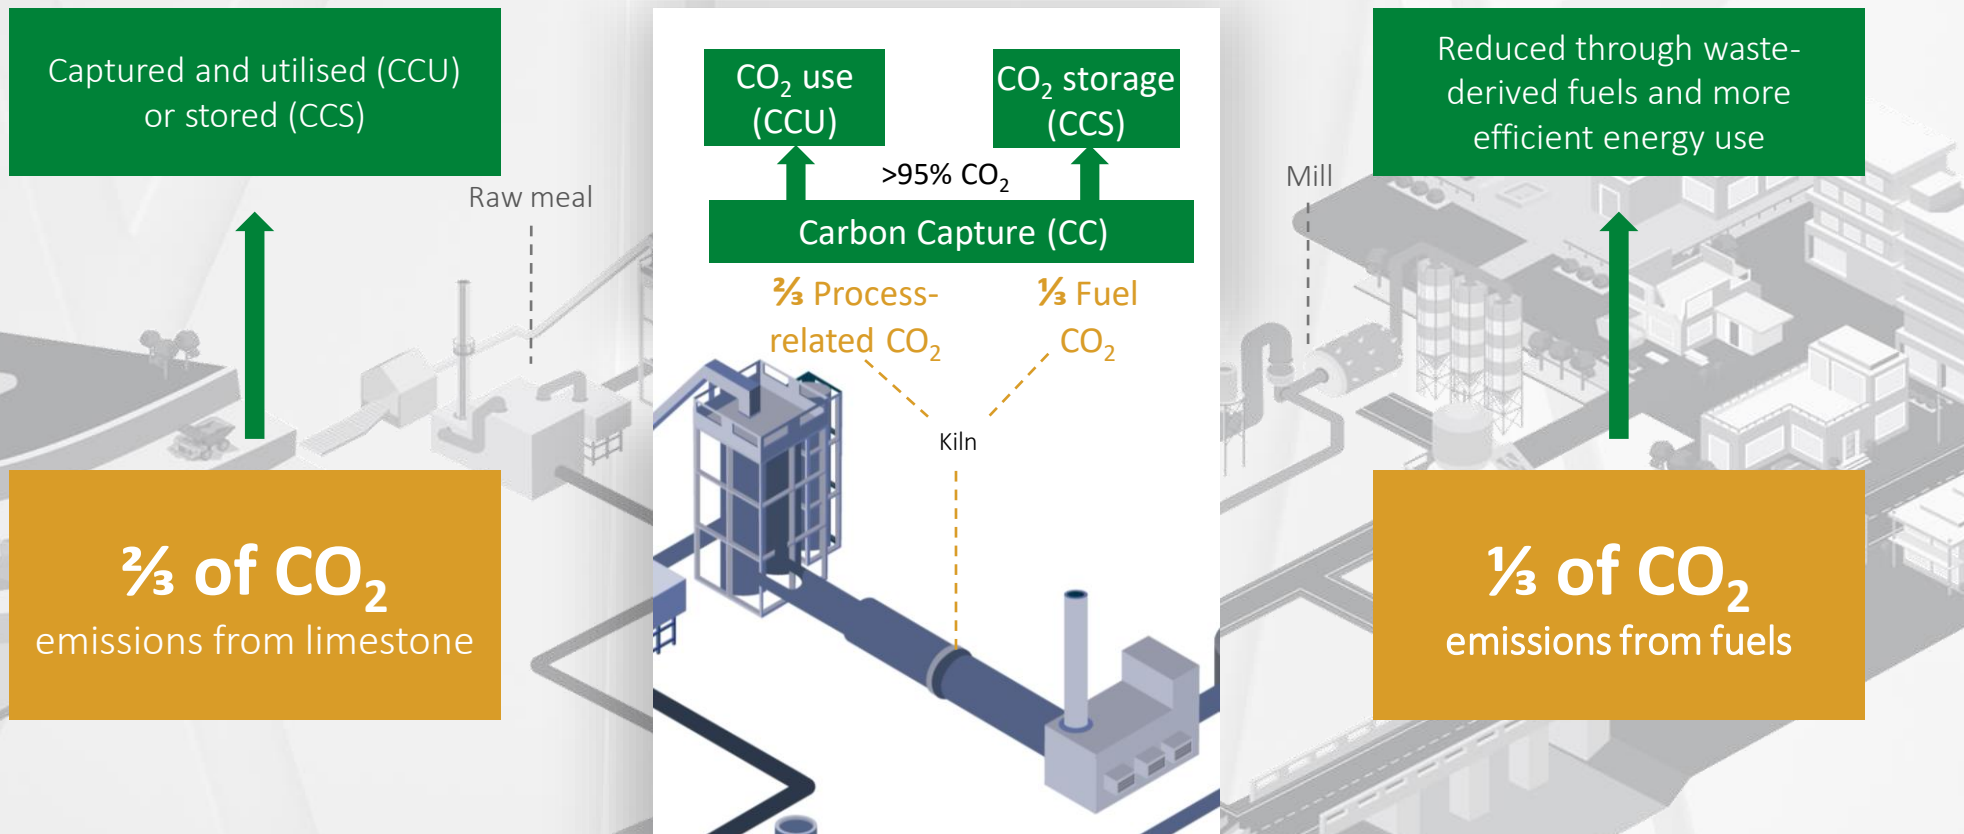 Captured and utilised (CCU)
or stored (CCS)
Raw meal
⅔ of CO₂
emissions from limestone
CO₂ use
(CCU)
CO₂ storage
(CCS)
>95% CO₂
Carbon Capture (CC)
⅔ Process-
related CO₂
⅓ Fuel
CO₂
Kiln
Mill
Reduced through waste-
derived fuels and more
efficient energy use
⅓ of CO₂
emissions from fuels